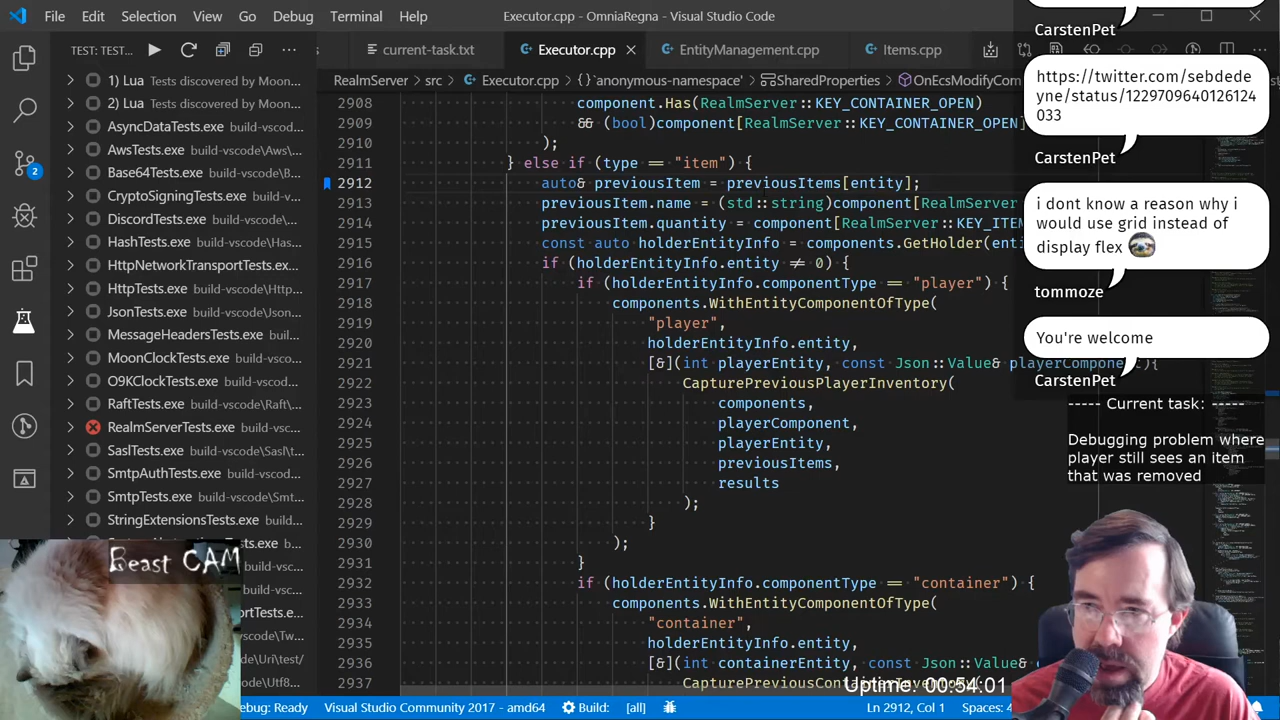 File Edit Selection View Go Debug Terminal Help
Executor.cpp - OmniaRegna - Visual Studio Code
TEST: TEST...
current-task.txt
Executor.cpp
EntityManagement.cpp
Items.cpp
RealmServer > src > Executor.cpp > {} `anonymous-namespace' > SharedProperties > OnEcsModifyCom
1) Lua Tests discovered by Moon...
2) Lua Tests discovered by Moon...
AsyncDataTests.exe build-vscode\As...
AwsTests.exe build-vscode\Aws\...
Base64Tests.exe build-vscode\B...
CryptoSigningTests.exe build-v...
DiscordTests.exe build-vscode\...
HashTests.exe build-vscode\Has...
HttpNetworkTransportTests.exe ...
HttpTests.exe build-vscode\Http...
JsonTests.exe build-vscode\Json...
MessageHeadersTests.exe build-...
MoonClockTests.exe build-vscod...
O9KClockTests.exe build-vscode...
RaftTests.exe build-vscode\Raft\...
RealmServerTests.exe build-vsc...
SaslTests.exe build-vscode\Sasl\t...
SmtpAuthTests.exe build-vscode...
SmtpTests.exe build-vscode\Smt...
StringExtensionsTests.exe build-...
2
Beast CAM
2908 component.Has(RealmServer::KEY_CONTAINER_OPEN)
2909 && (bool)component[RealmServer::KEY_CONTAINER_OPEN]
2910 );
2911 } else if (type == "item") {
2912 auto& previousItem = previousItems[entity];
2913 previousItem.name = (std::string)component[RealmServer
2914 previousItem.quantity = component[RealmServer::KEY_ITEM
2915 const auto holderEntityInfo = components.GetHolder(enti
2916 if (holderEntityInfo.entity ≠ 0) {
2917 if (holderEntityInfo.componentType == "player") {
2918 components.WithEntityComponentOfType(
2919 "player",
2920 holderEntityInfo.entity,
2921 [&](int playerEntity, const Json::Value& playerComponent){
2922 CapturePreviousPlayerInventory(
2923 components,
2924 playerComponent,
2925 playerEntity,
2926 previousItems,
2927 results
2928 );
2929 }
2930 );
2931 }
2932 if (holderEntityInfo.componentType == "container") {
2933 components.WithEntityComponentOfType(
2934 "container",
2935 holderEntityInfo.entity,
2936 [&](int containerEntity, const Json::Value&
2937 CapturePreviousContainerInventory(
CarstenPet
https://twitter.com/sebdede
yne/status/1229709640126124
033
CarstenPet
i dont know a reason why i
would use grid instead of
display flex
tommoze
You're welcome
CarstenPet
----- Current task: -----
Debugging problem where
player still sees an item
that was removed
Uptime: 00:54:01
Debug: Ready
Visual Studio Community 2017 - amd64
Build:
[all]
Ln 2912, Col 1
Spaces: 4